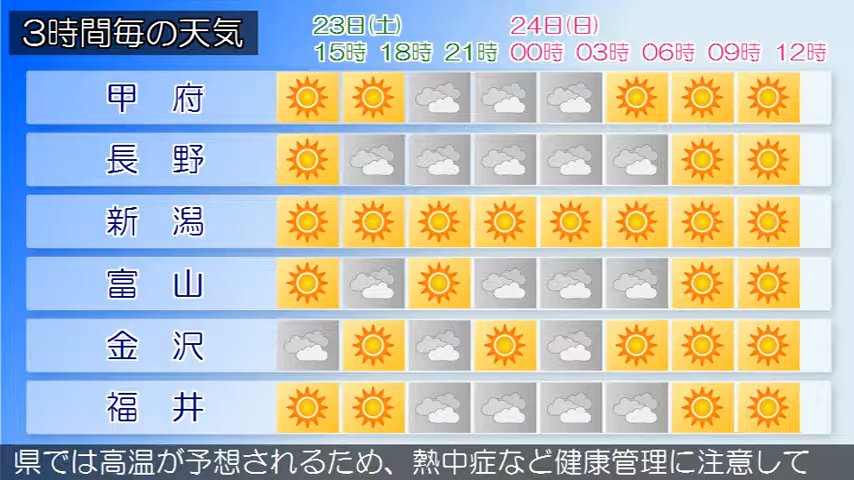 3時間毎の天気
23日(土) 24日(日)
15時 18時 21時 00時 03時 06時 09時 12時
甲府
長野
新潟
富山
金沢
福井
県では高温が予想されるため、熱中症など健康管理に注意して